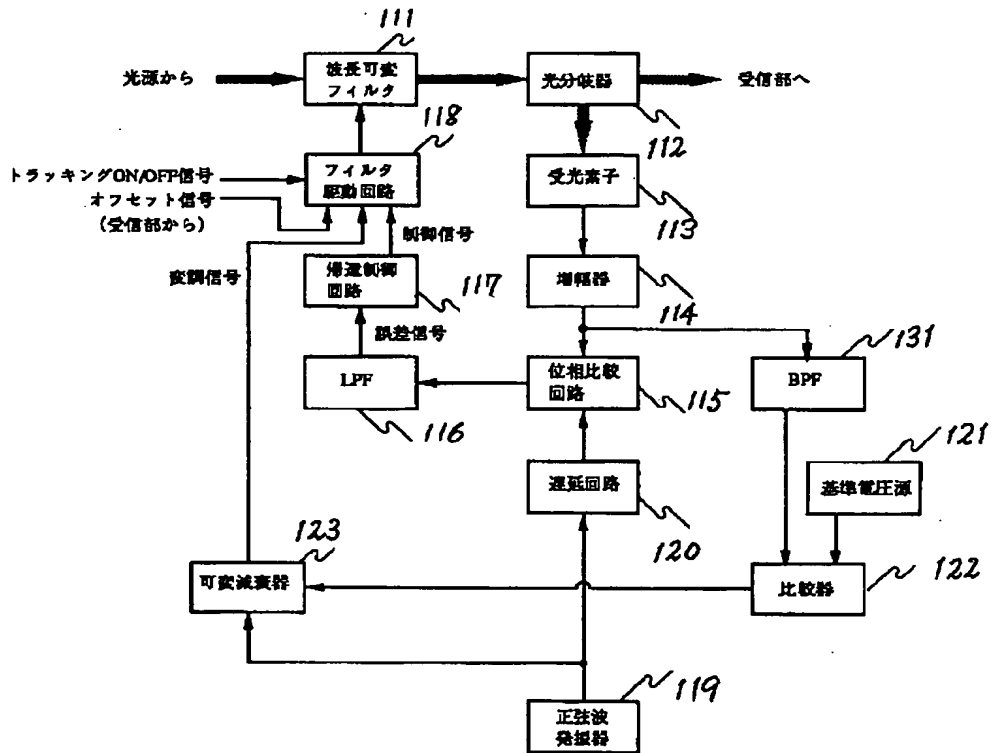 111
光源から
波長可変
フィルタ
光分岐器
受信部へ
118
112
トラッキングON/OFF信号
フィルタ
駆動回路
受光素子
オフセット信号
(受信部から)
113
制御信号
変調信号
帰還制御
回路
117
増幅器
114
誤差信号
131
LPF
位相比較
回路
BPF
116
115
121
遅延回路
基準電圧源
120
123
可変減衰器
比較器
122
119
正弦波
発振器